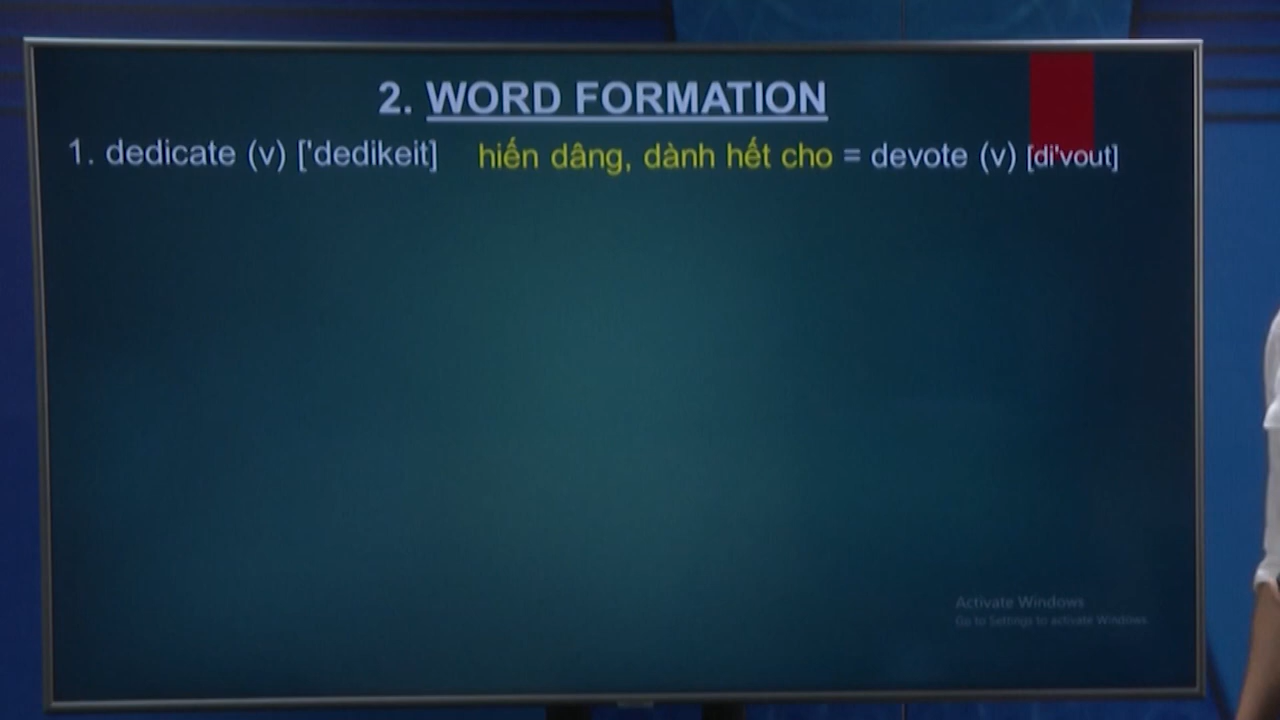 2. WORD FORMATION
1. dedicate (v) ['dedikeit] hiến dâng, dành hết cho = devote (v) [di'vout]
Activate Windows
Go to Settings to activate Windows.